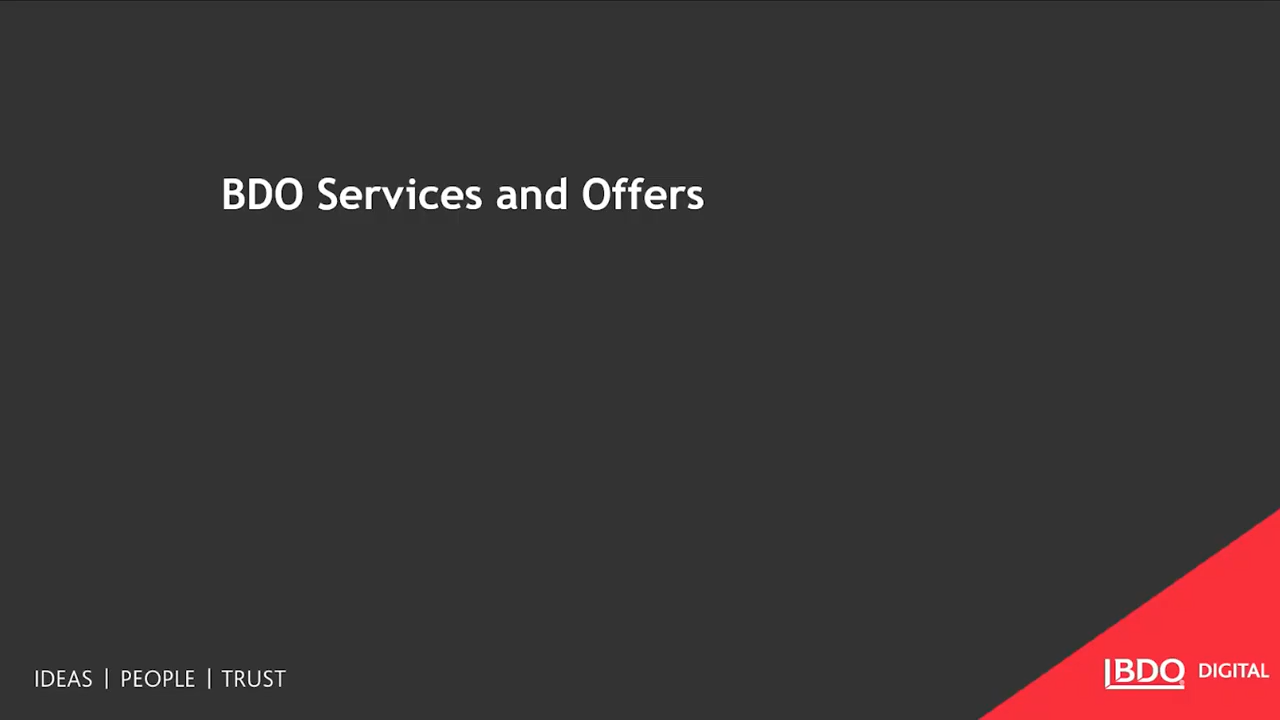 BDO Services and Offers
IDEAS | PEOPLE | TRUST
BDO DIGITAL